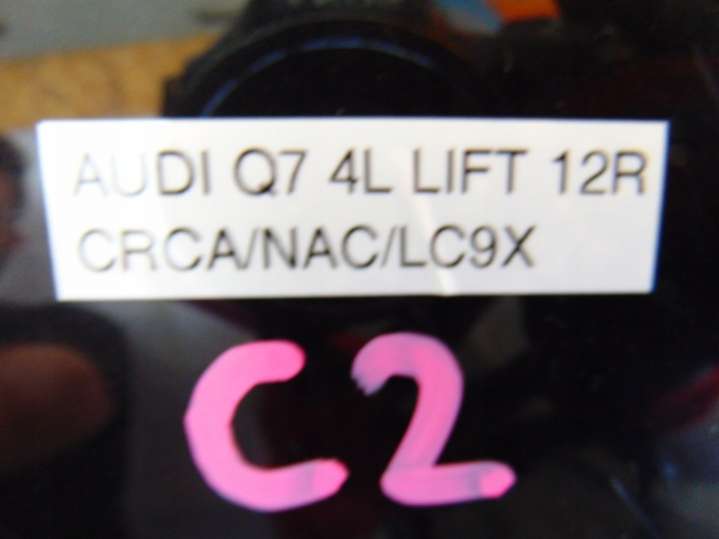 AUDI Q7 4L LIFT 12R
CRCA/NAC/LC9X
C2